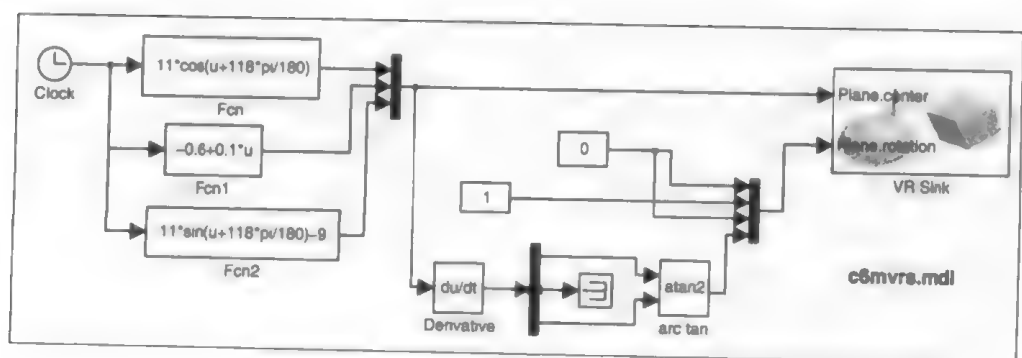 Clock
11*cos(u+118*pi/180)
Fcn
-0.6+0.1*u
Fcn1
11*sin(u+118*pi/180)-9
Fcn2
du/dt
Derivative
0
1
atan2
arc tan
Plane.center
Plane.rotation
VR Sink
c6mvrs.mdl